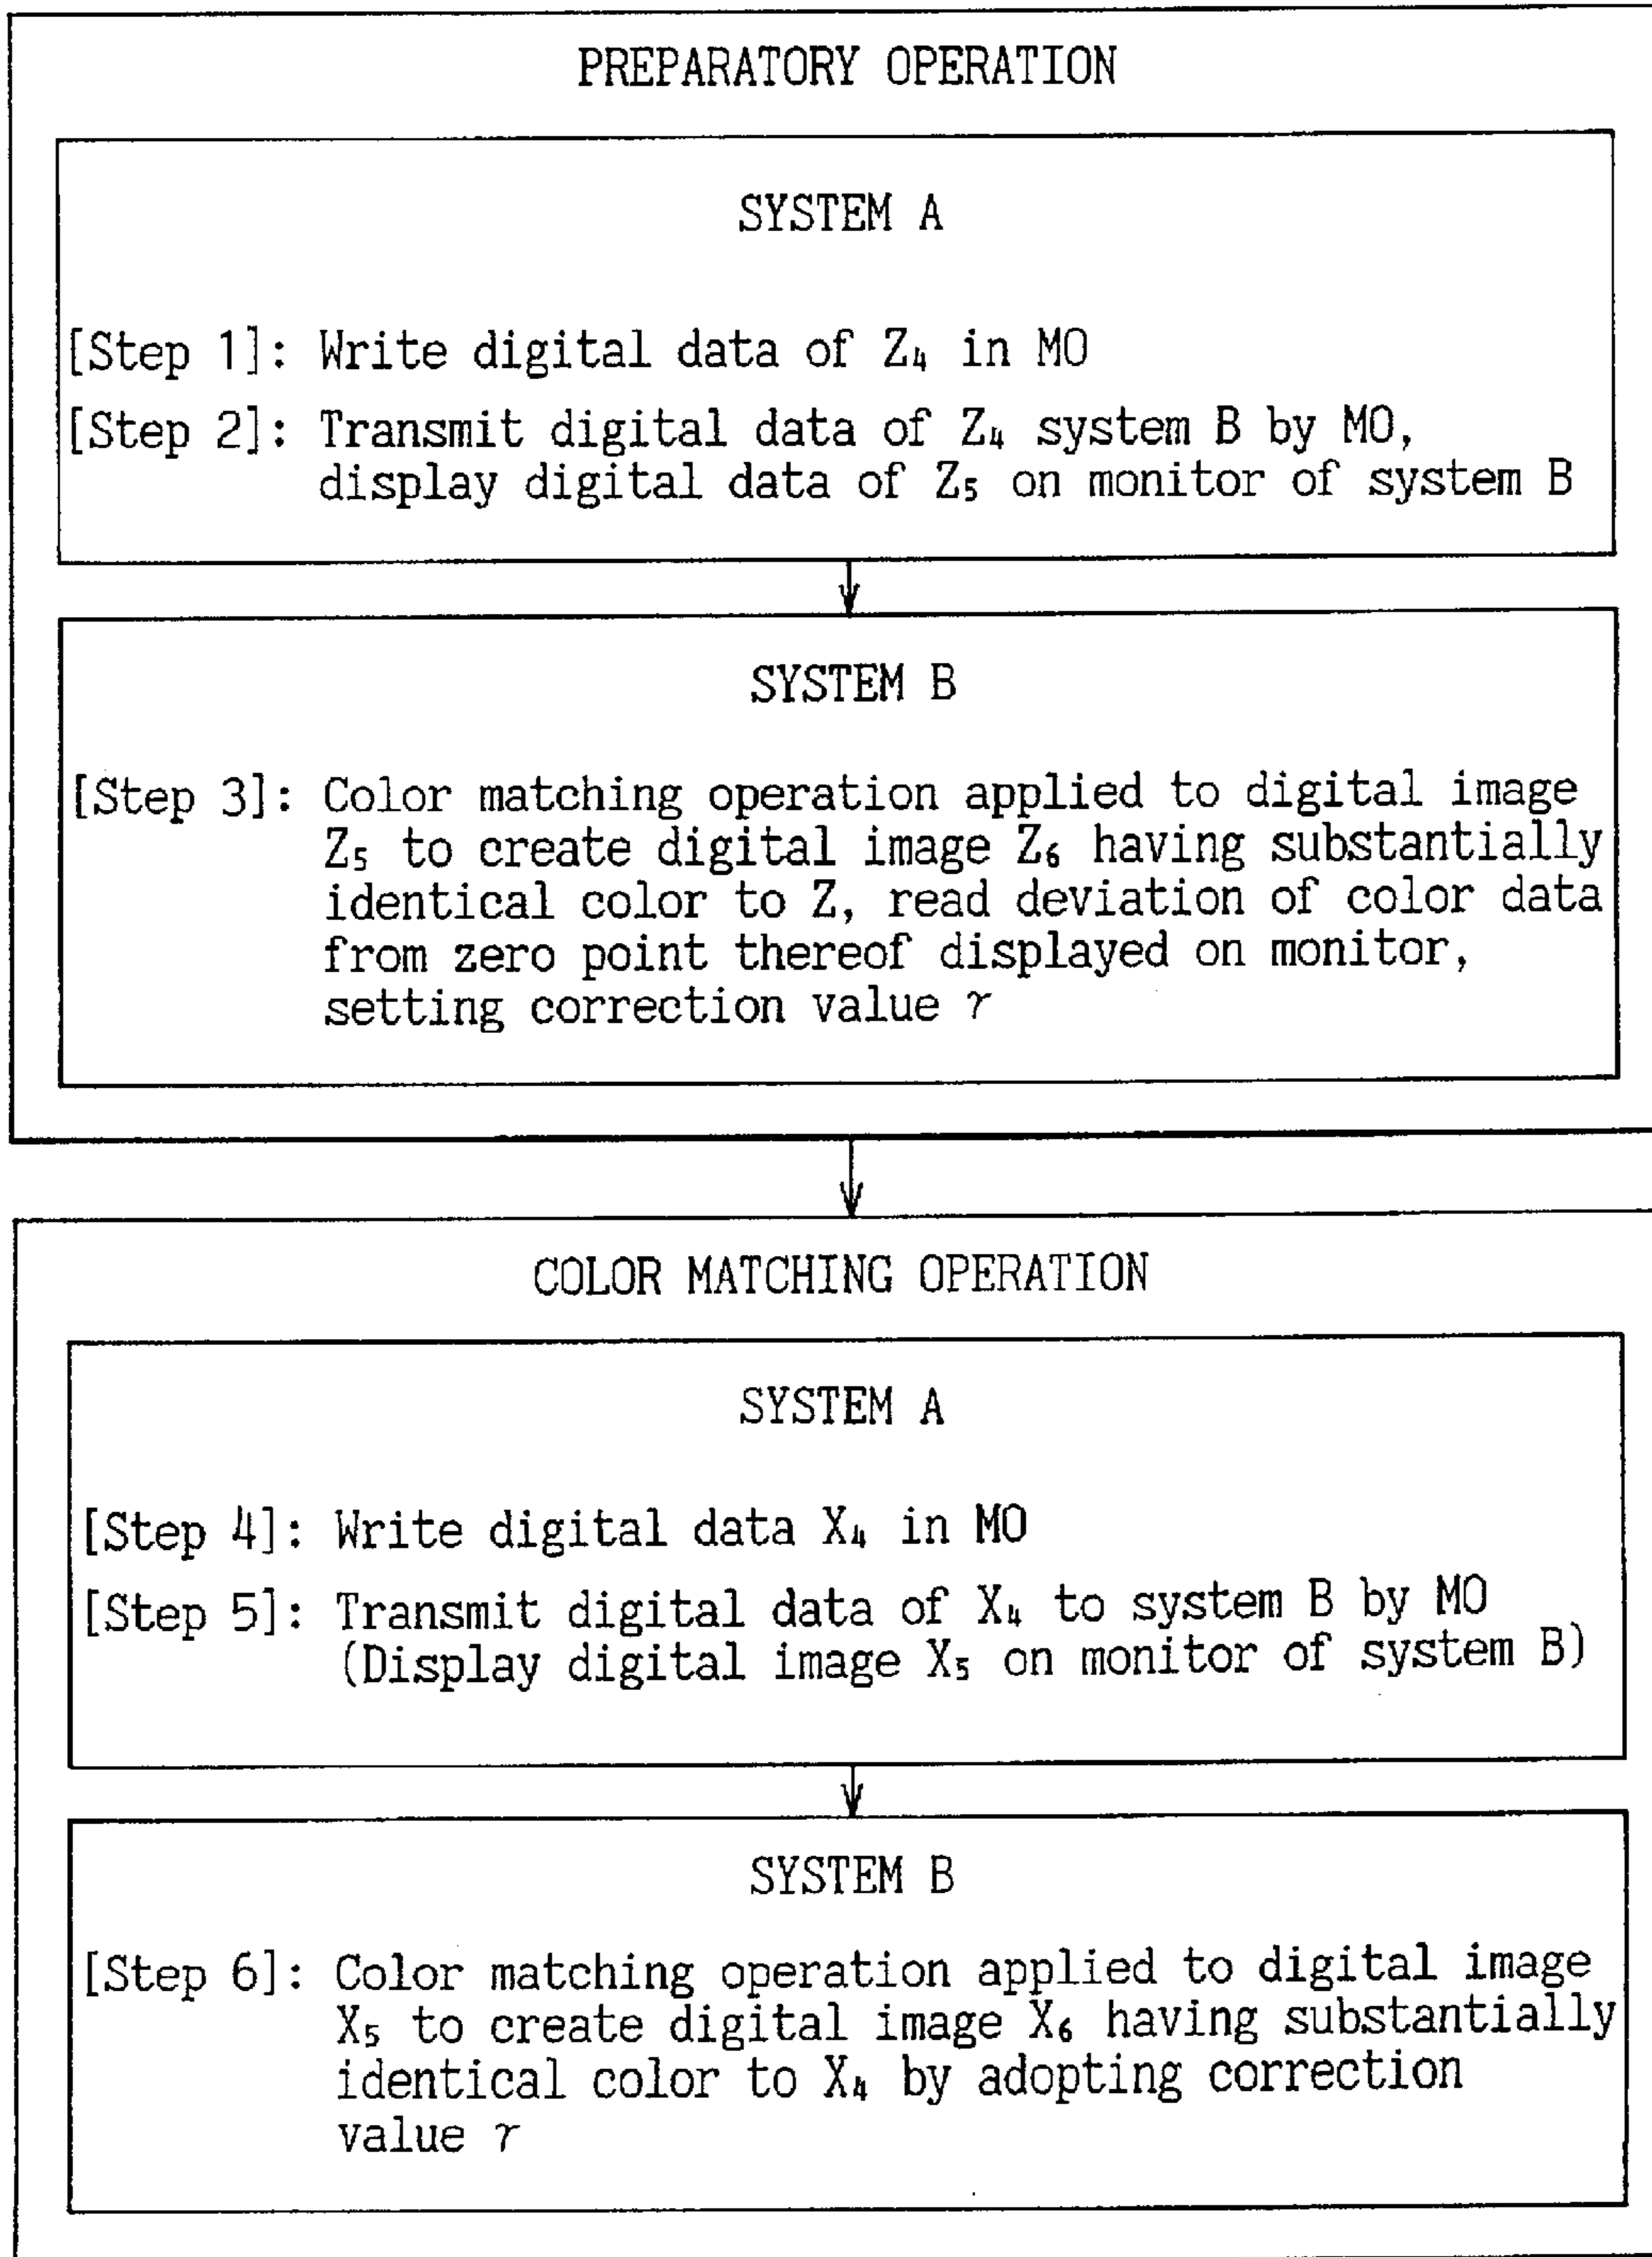 PREPARATORY OPERATION
SYSTEM A
[Step 1]: Write digital data of Z₄ in MO
[Step 2]: Transmit digital data of Z₄ system B by MO,
display digital data of Z₅ on monitor of system B
SYSTEM B
[Step 3]: Color matching operation applied to digital image
Z₅ to create digital image Z₆ having substantially
identical color to Z, read deviation of color data
from zero point thereof displayed on monitor,
setting correction value γ
COLOR MATCHING OPERATION
SYSTEM A
[Step 4]: Write digital data X₄ in MO
[Step 5]: Transmit digital data of X₄ to system B by MO
(Display digital image X₅ on monitor of system B)
SYSTEM B
[Step 6]: Color matching operation applied to digital image
X₅ to create digital image X₆ having substantially
identical color to X₄ by adopting correction
value γ